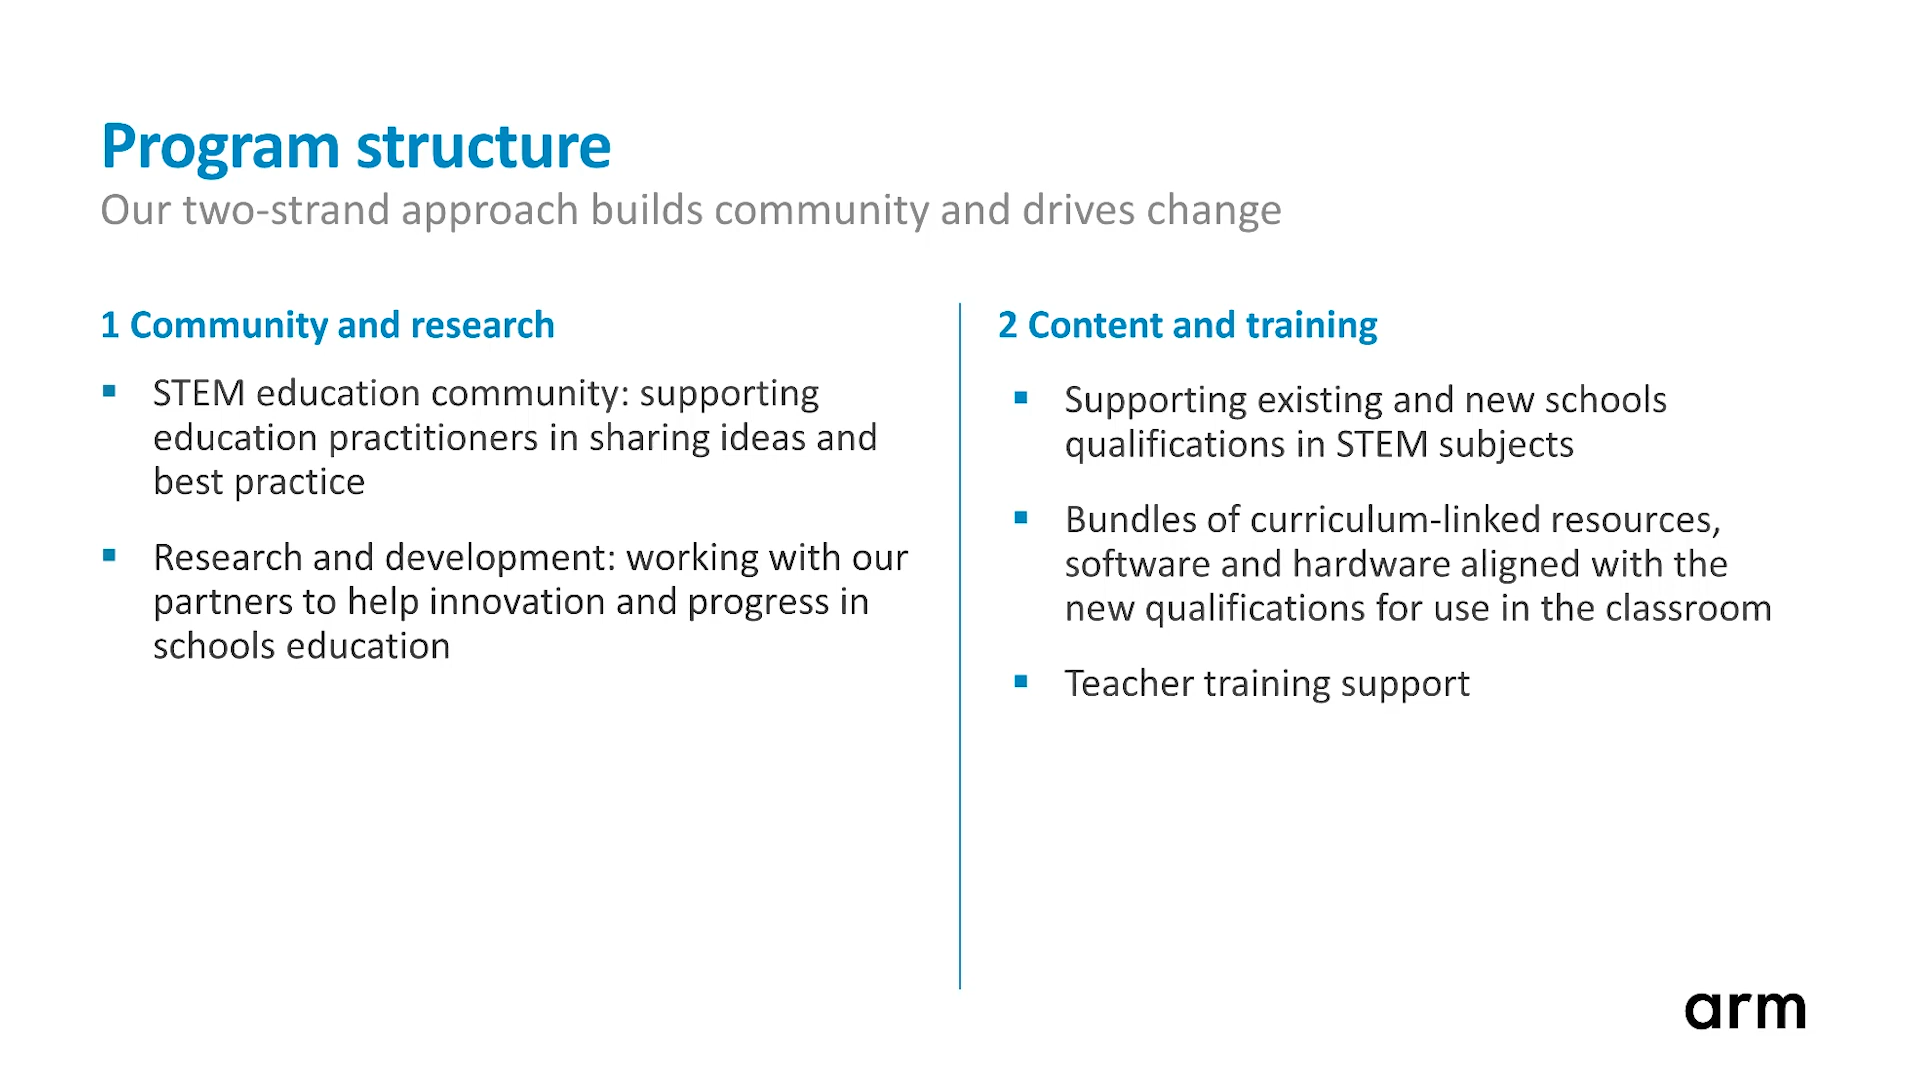 Program structure
Our two-strand approach builds community and drives change
1 Community and research
STEM education community: supporting
education practitioners in sharing ideas and
best practice
Research and development: working with our
partners to help innovation and progress in
schools education
2 Content and training
Supporting existing and new schools
qualifications in STEM subjects
Bundles of curriculum-linked resources,
software and hardware aligned with the
new qualifications for use in the classroom
Teacher training support
arm